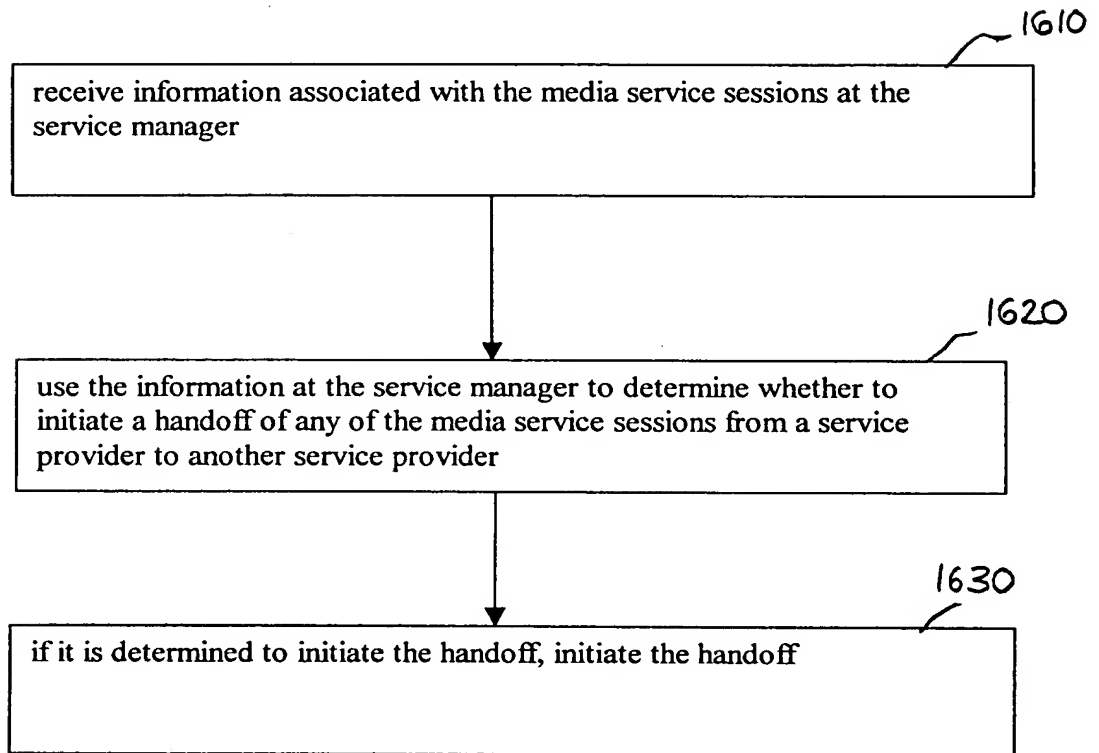 1610
receive information associated with the media service sessions at the
service manager
1620
use the information at the service manager to determine whether to
initiate a handoff of any of the media service sessions from a service
provider to another service provider
1630
if it is determined to initiate the handoff, initiate the handoff